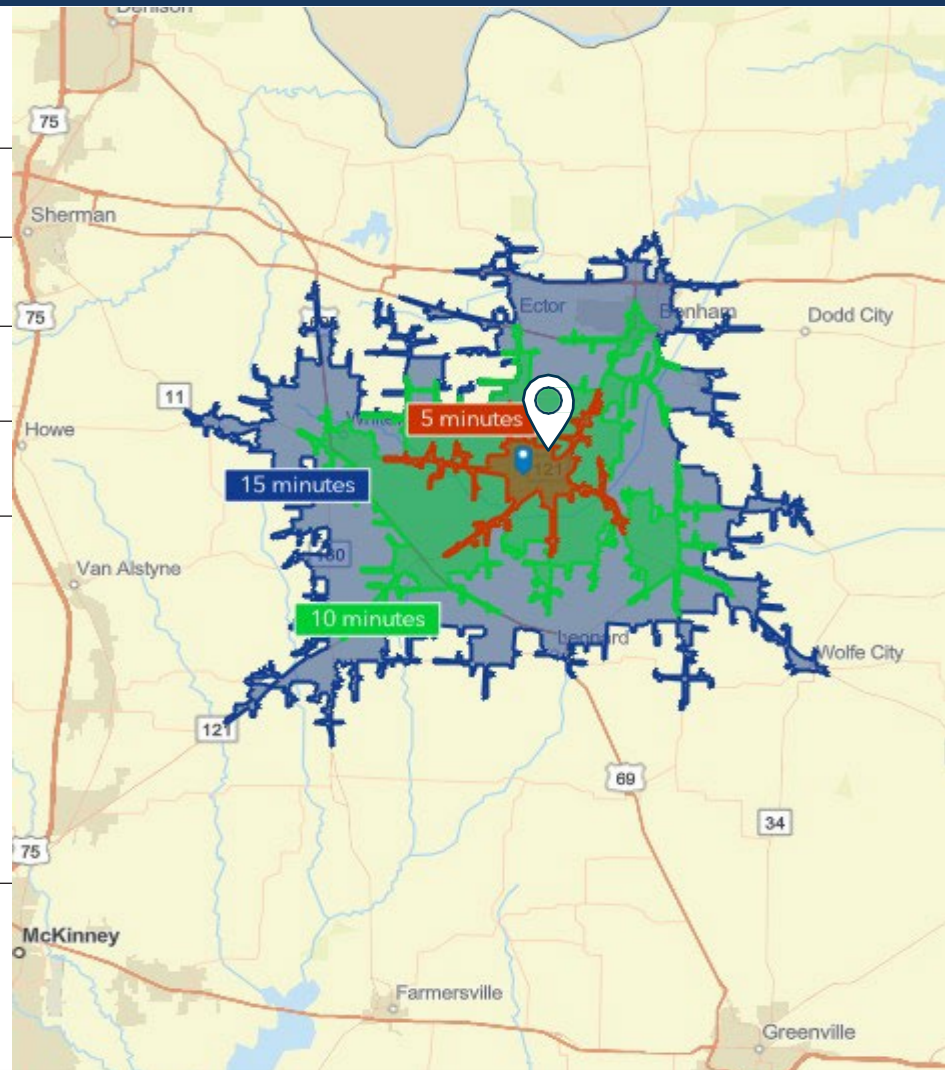 Denison
75
Sherman
75
Ector
Bonham
Dodd City
11
5 minutes
Howe
121
15 minutes
Van Alstyne
10 minutes
Leonard
Wolfe City
121
69
34
75
McKinney
Farmersville
Greenville